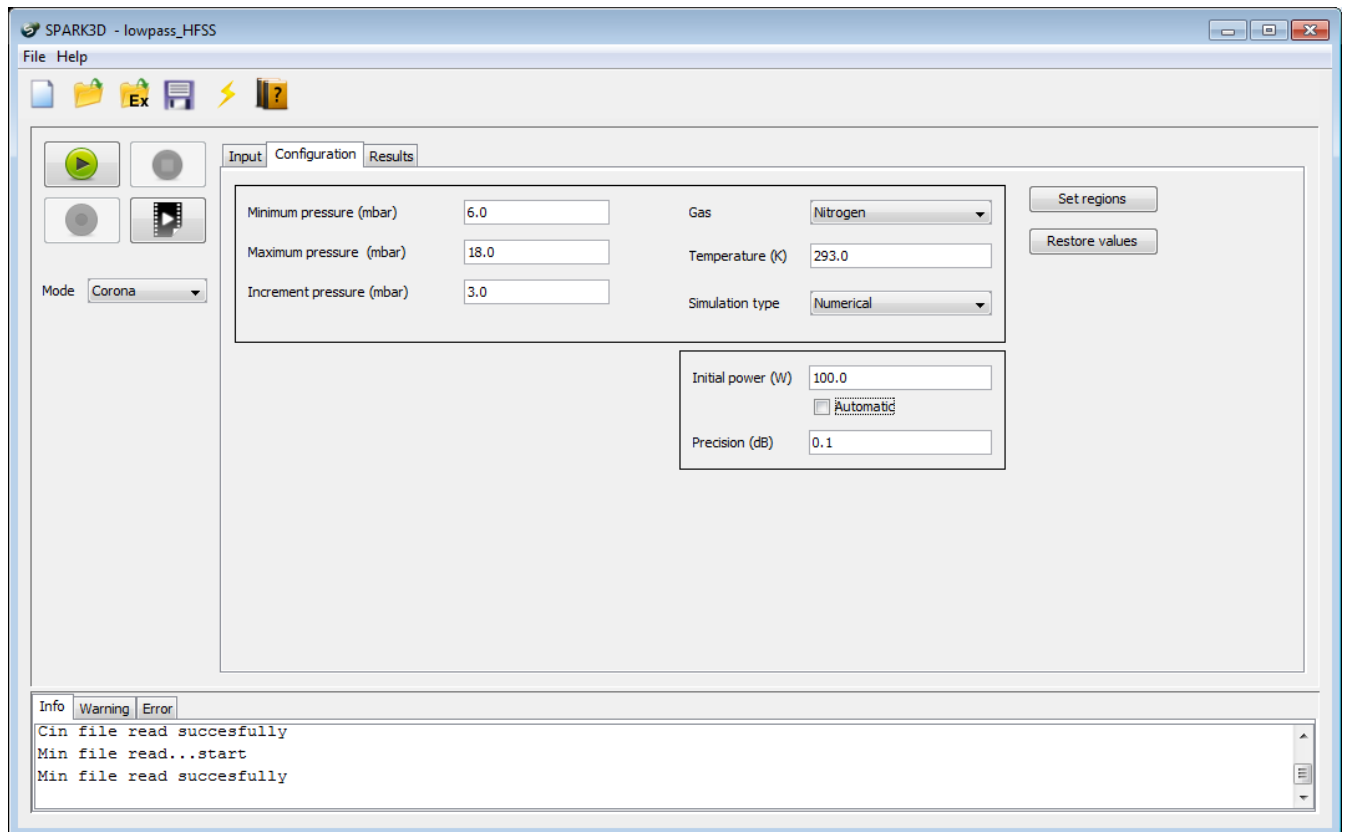 SPARK3D - lowpass_HFSS
File Help
Ex
?
Input Configuration Results
Minimum pressure (mbar) 6.0 Gas Nitrogen Set regions
Maximum pressure (mbar) 18.0 Temperature (K) 293.0 Restore values
Mode Corona Increment pressure (mbar) 3.0 Simulation type Numerical
Initial power (W) 100.0
Automatic
Precision (dB) 0.1
Info Warning Error
Cin file read succesfully
Min file read...start
Min file read succesfully